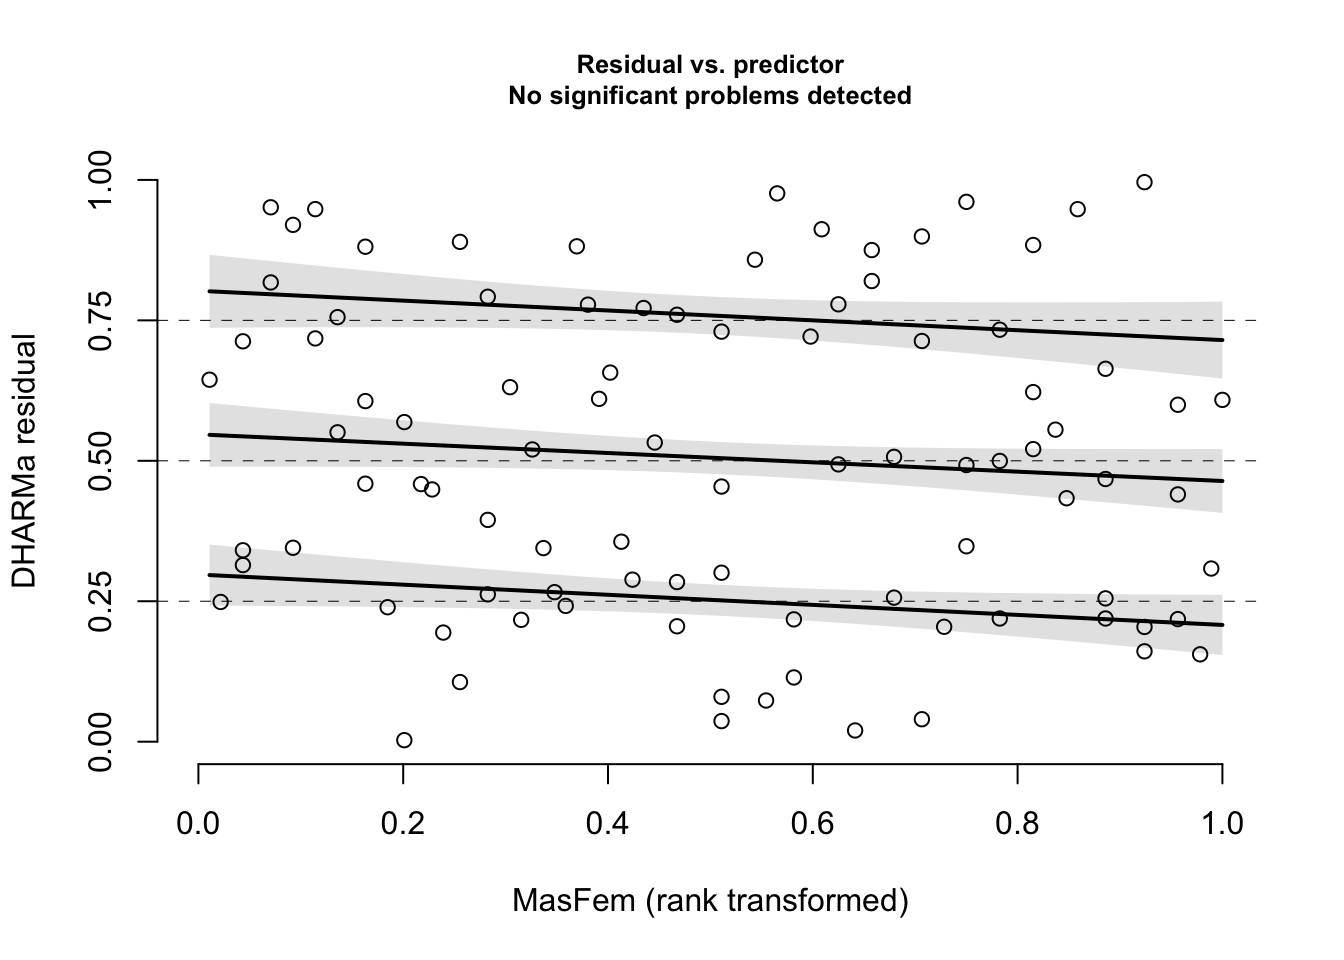 Residual vs. predictor
No significant problems detected
1.00
0.75
0.50
0.25
0.00
DHARMa residual
0.0 0.2 0.4 0.6 0.8 1.0
MasFem (rank transformed)